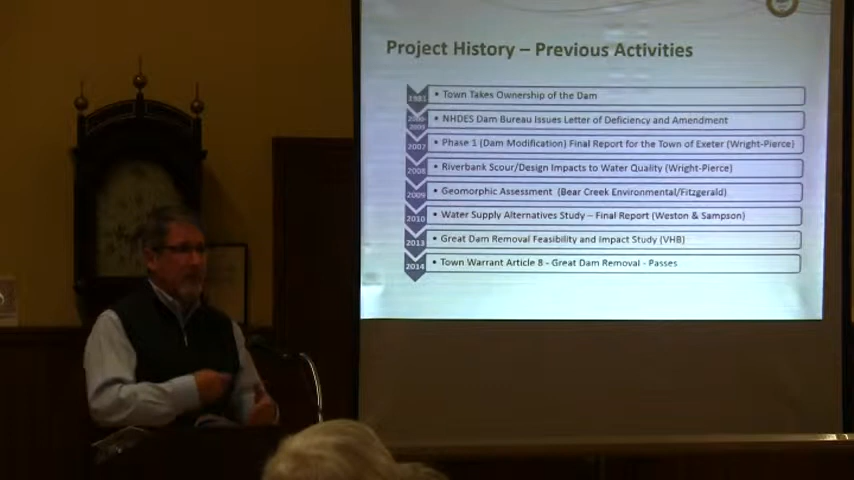 Project History – Previous Activities
1981 • Town Takes Ownership of the Dam
2000- • NHDES Dam Bureau Issues Letter of Deficiency and Amendment
2007 • Phase 1 (Dam Modification) Final Report for the Town of Exeter (Wright-Pierce)
2008 • Riverbank Scour/Design Impacts to Water Quality (Wright-Pierce)
2009 • Geomorphic Assessment (Bear Creek Environmental/Fitzgerald)
2010 • Water Supply Alternatives Study – Final Report (Weston & Sampson)
2013 • Great Dam Removal Feasibility and Impact Study (VHB)
2014 • Town Warrant Article 8 - Great Dam Removal - Passes